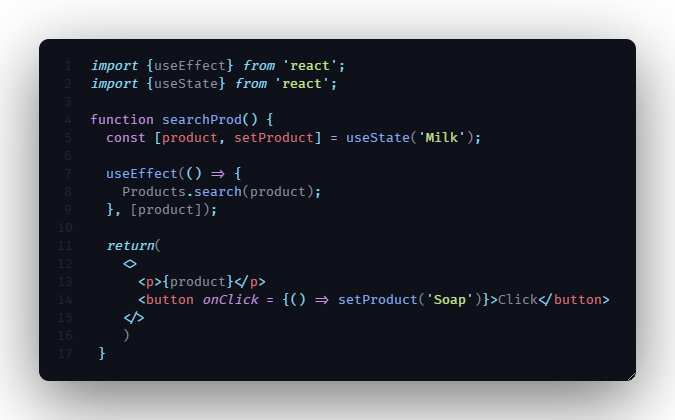 1 import {useEffect} from 'react';
2 import {useState} from 'react';
3
4 function searchProd() {
5   const [product, setProduct] = useState('Milk');
6
7   useEffect(() => {
8     Products.search(product);
9   }, [product]);
10
11   return(
12     <>
13       <p>{product}</p>
14       <button onClick = {() => setProduct('Soap')}>Click</button>
15     </>
16     )
17  }